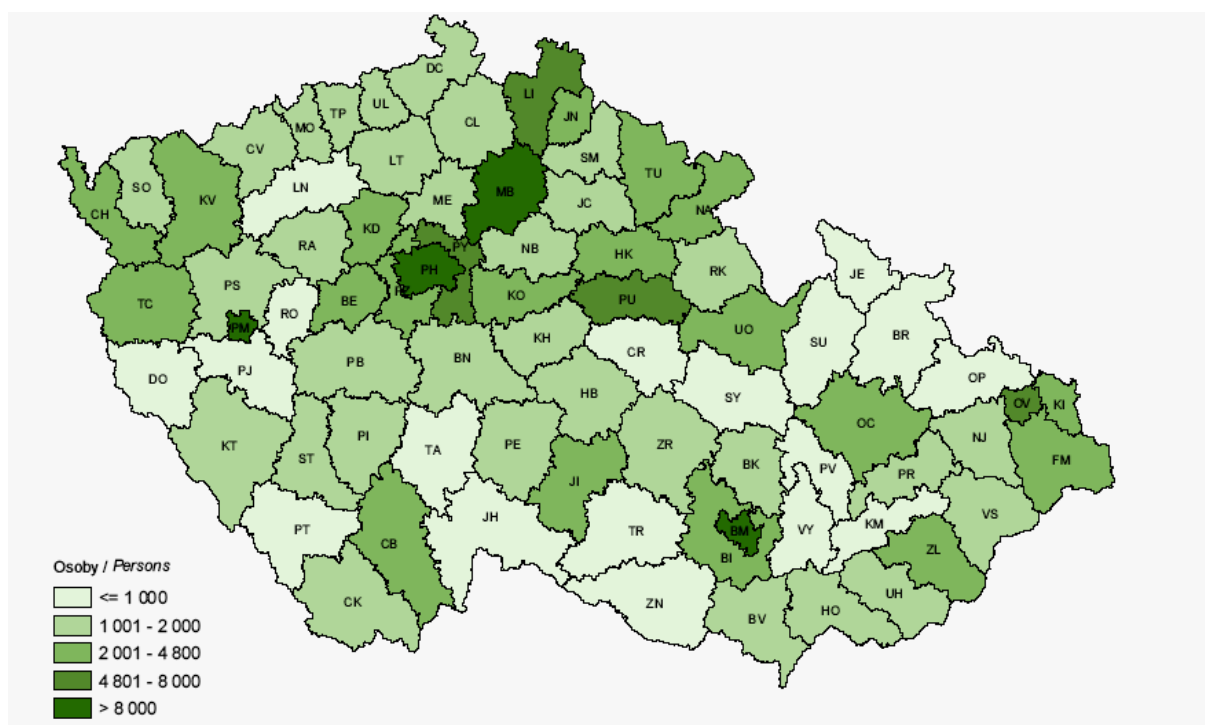 DC
LI
UL
TP
JN
MO
CL
CV
SM
LT
TU
SO
LN
MB
KV
ME
JC
NA
CH
KD
RA
PY
NB
HK
PH
RK
JE
PS
BE
KO
PU
TC
RO
PM
UO
BR
SU
KH
CR
PB
BN
PJ
DO
OP
HB
SY
OV
KI
OC
PI
KT
TA
PE
ZR
NJ
ST
BK
FM
PV
PR
JI
VS
JH
PT
TR
BM
VY
KM
CB
BI
ZL
CK
ZN
BV
HO
UH
Osoby / Persons
<= 1 000
1 001 - 2 000
2 001 - 4 800
4 801 - 8 000
> 8 000